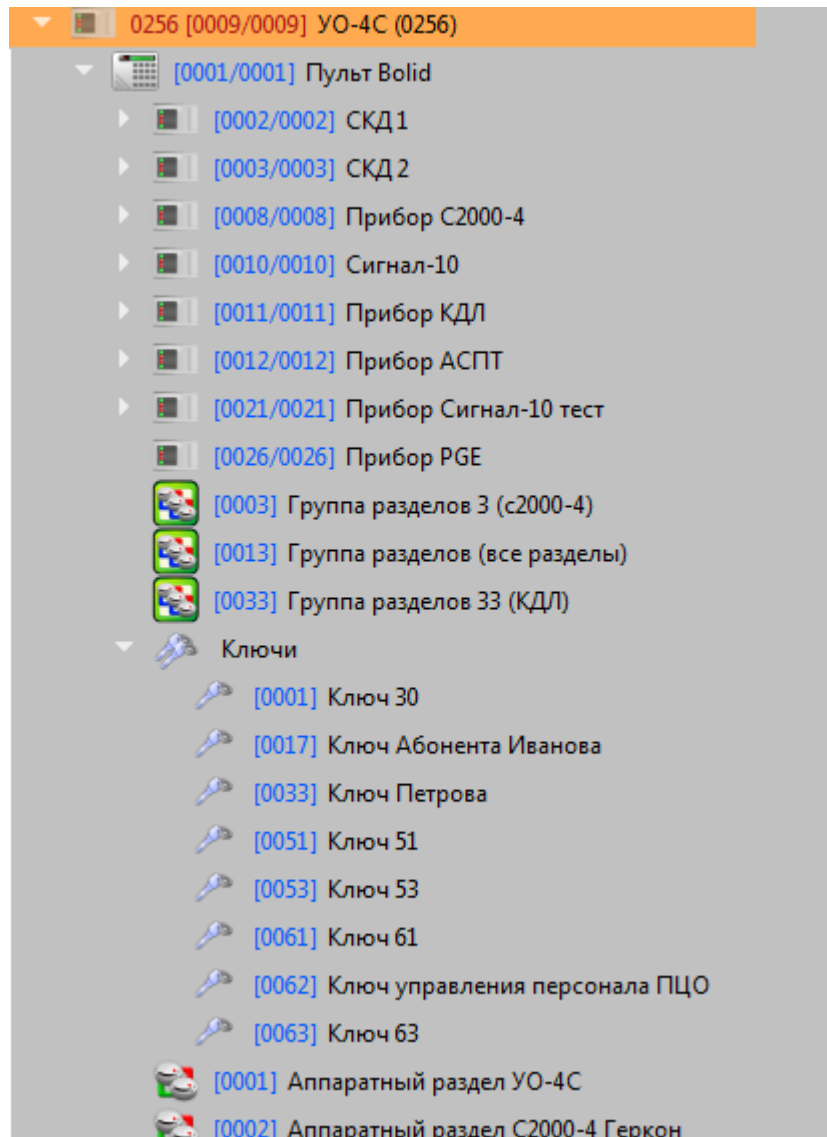 0256 [0009/0009] УО-4С (0256)
[0001/0001] Пульт Bolid
[0002/0002] СКД 1
[0003/0003] СКД 2
[0008/0008] Прибор С2000-4
[0010/0010] Сигнал-10
[0011/0011] Прибор КДЛ
[0012/0012] Прибор АСПТ
[0021/0021] Прибор Сигнал-10 тест
[0026/0026] Прибор PGE
[0003] Группа разделов 3 (с2000-4)
[0013] Группа разделов (все разделы)
[0033] Группа разделов 33 (КДЛ)
Ключи
[0001] Ключ 30
[0017] Ключ Абонента Иванова
[0033] Ключ Петрова
[0051] Ключ 51
[0053] Ключ 53
[0061] Ключ 61
[0062] Ключ управления персонала ПЦО
[0063] Ключ 63
[0001] Аппаратный раздел УО-4С
[0002] Аппаратный раздел С2000-4 Геркон